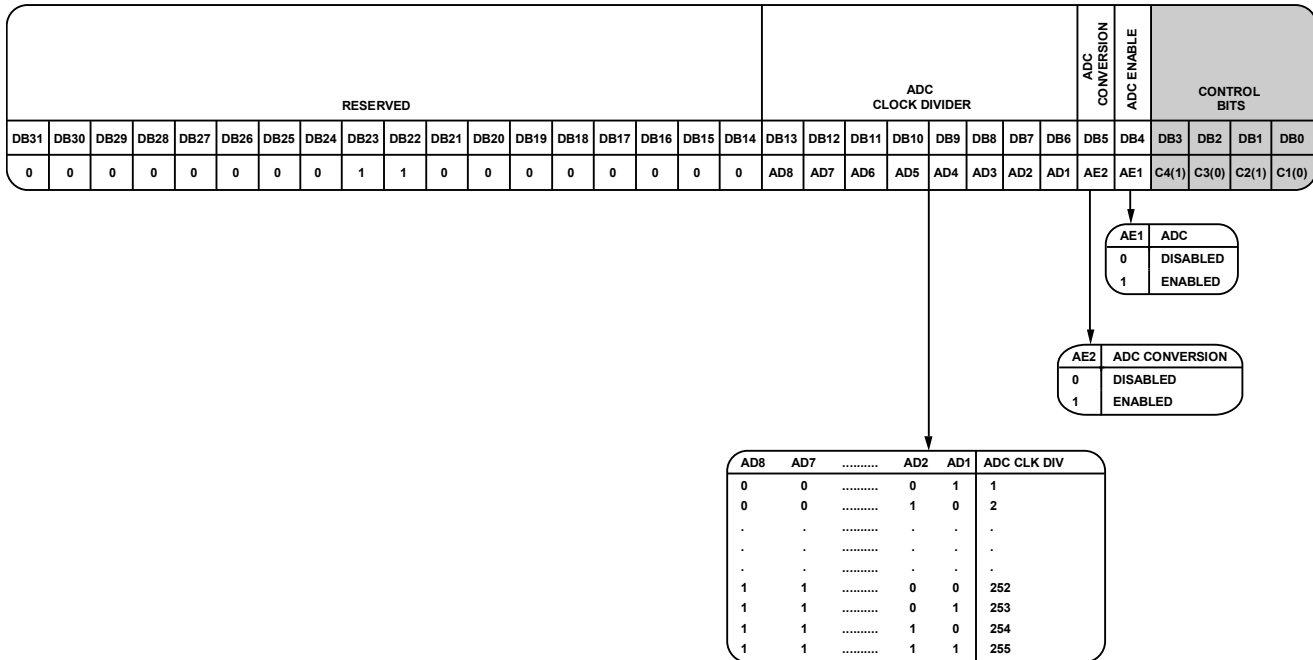 RESERVED
ADC
CLOCK DIVIDER
ADC
CONVERSION
ADC ENABLE
CONTROL
BITS
DB31 DB30 DB29 DB28 DB27 DB26 DB25 DB24 DB23 DB22 DB21 DB20 DB19 DB18 DB17 DB16 DB15 DB14 DB13 DB12 DB11 DB10 DB9 DB8 DB7 DB6 DB5 DB4 DB3 DB2 DB1 DB0
0 0 0 0 0 0 0 0 1 1 0 0 0 0 0 0 0 0 AD8 AD7 AD6 AD5 AD4 AD3 AD2 AD1 AE2 AE1 C4(1) C3(0) C2(1) C1(0)
AE1 ADC
0 DISABLED
1 ENABLED
AE2 ADC CONVERSION
0 DISABLED
1 ENABLED
AD8 AD7 .......... AD2 AD1 ADC CLK DIV
0 0 .......... 0 1 1
0 0 .......... 1 0 2
. . .......... . . .
. . .......... . . .
. . .......... . . .
1 1 .......... 0 0 252
1 1 .......... 0 1 253
1 1 .......... 1 0 254
1 1 .......... 1 1 255